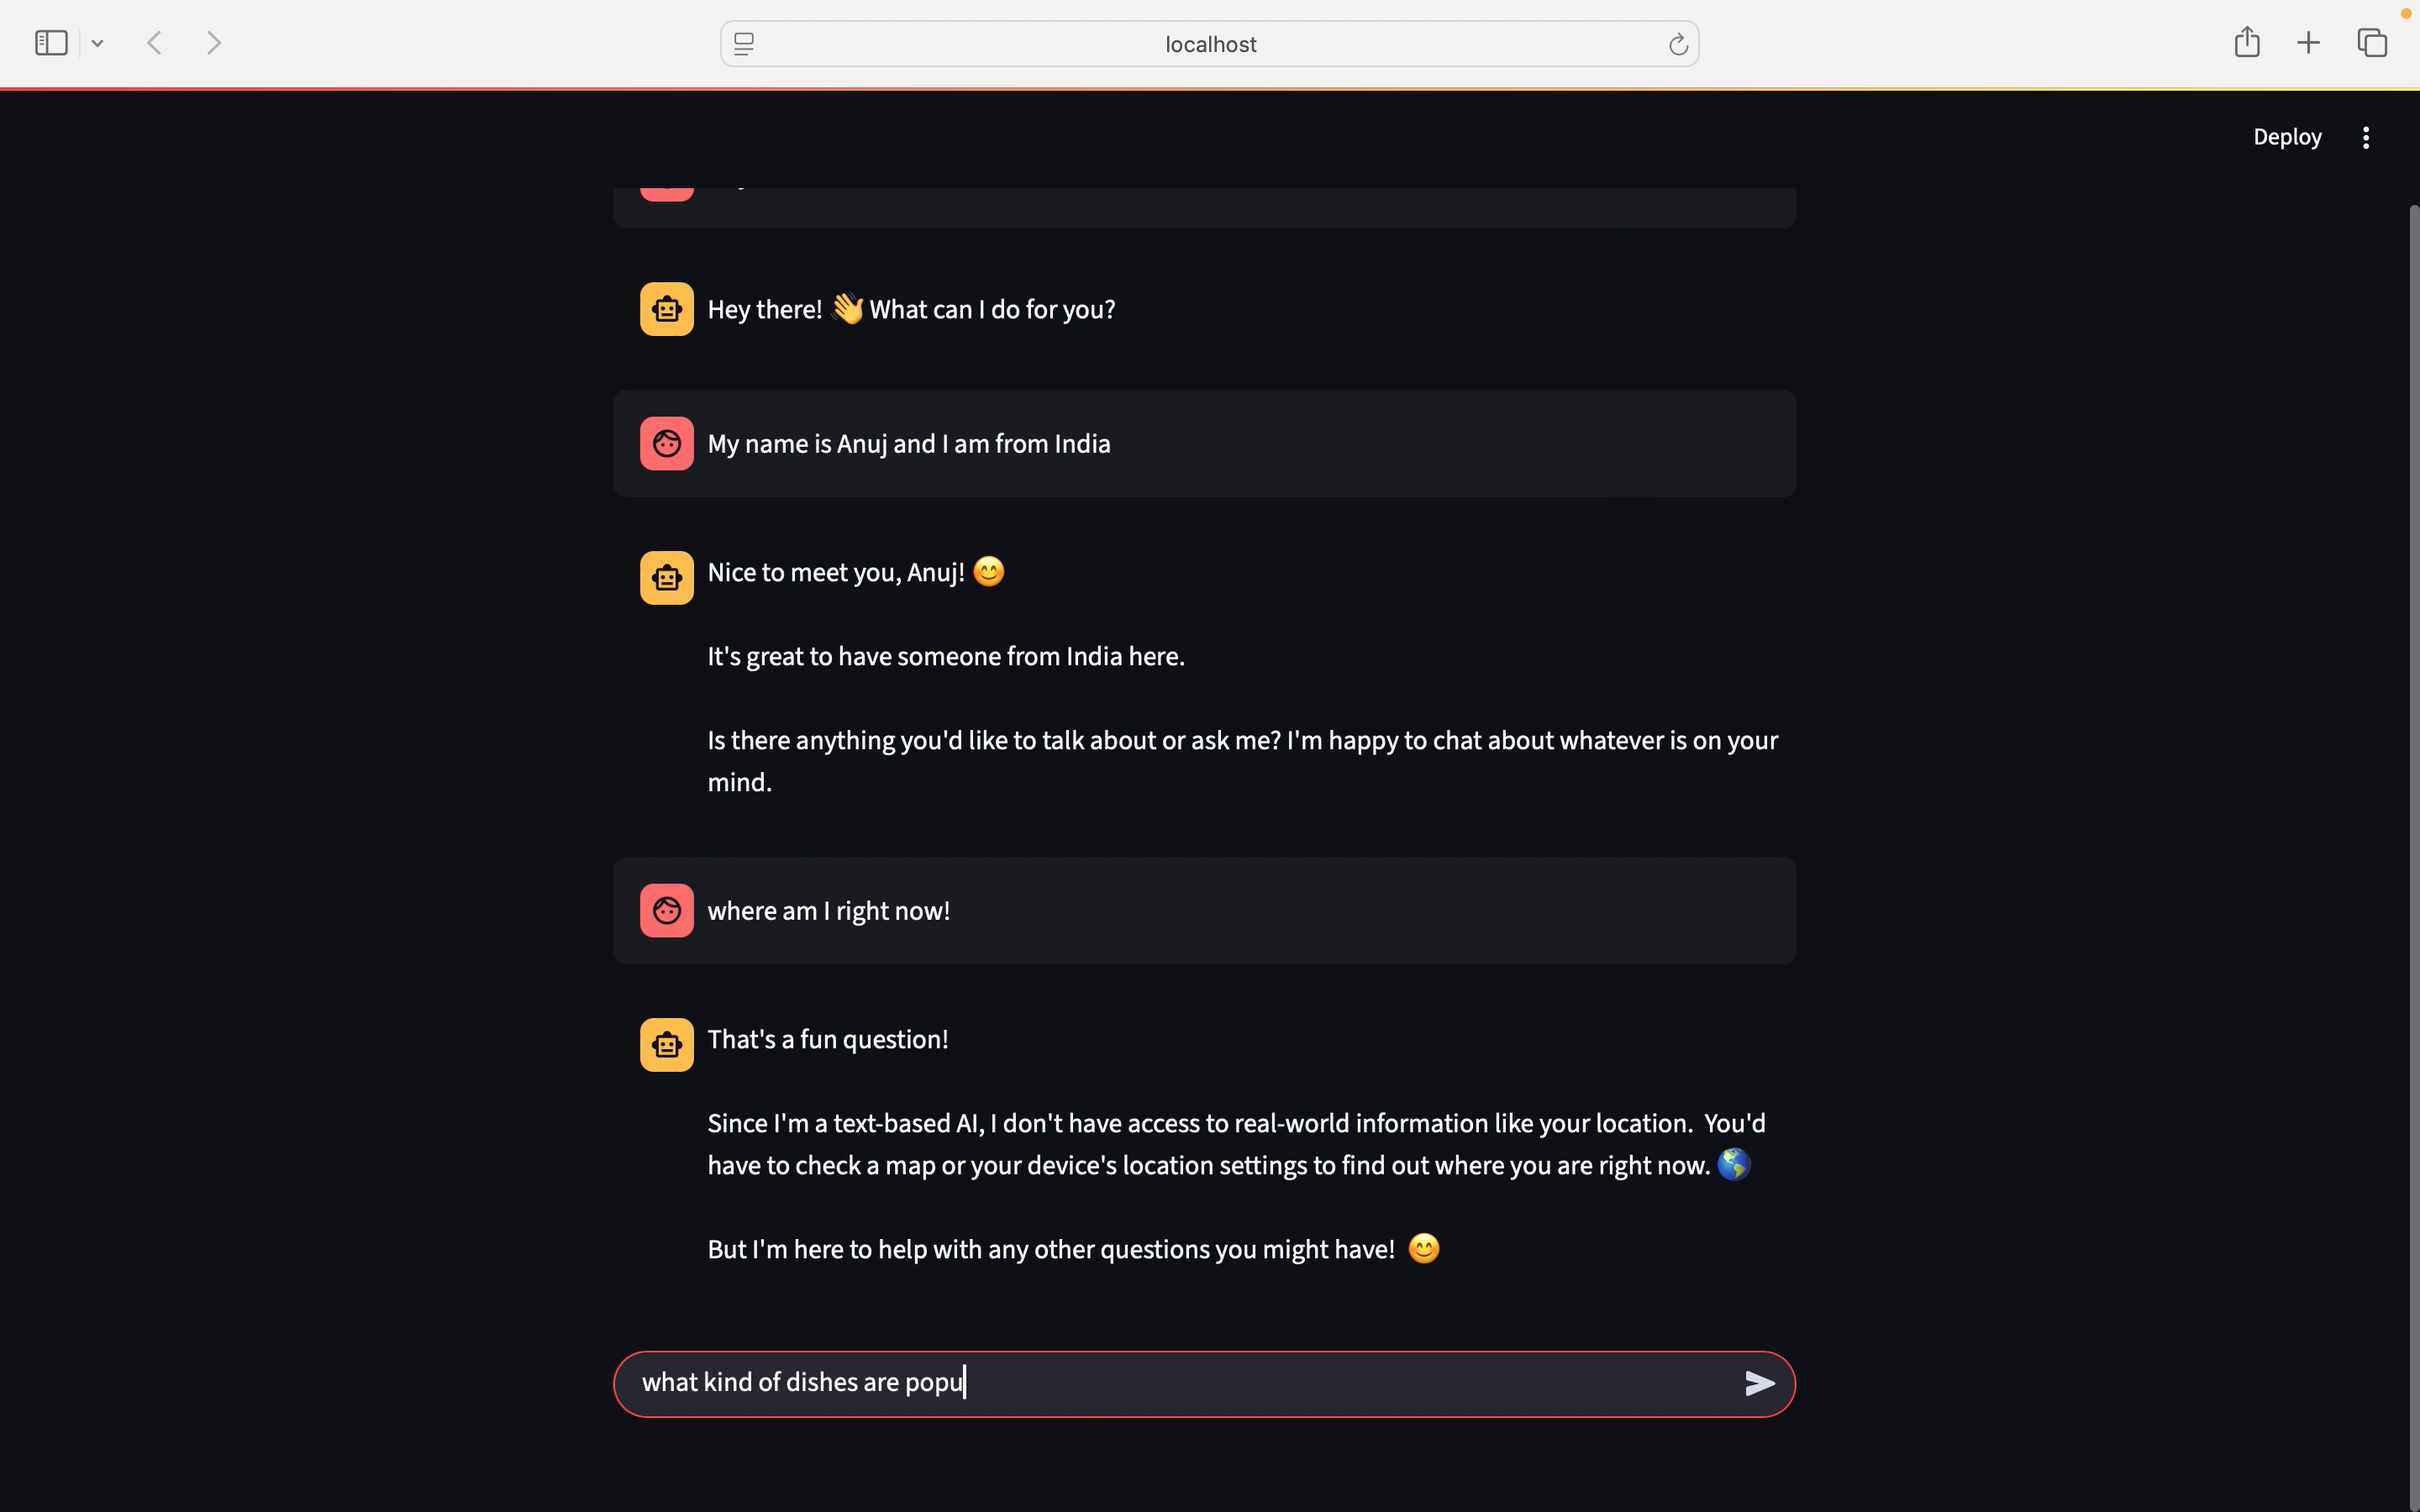 localhost
Deploy
Hey there! 👋 What can I do for you?
My name is Anuj and I am from India
Nice to meet you, Anuj! 😊
It's great to have someone from India here.
Is there anything you'd like to talk about or ask me? I'm happy to chat about whatever is on your
mind.
where am I right now!
That's a fun question!
Since I'm a text-based AI, I don't have access to real-world information like your location.  You'd
have to check a map or your device's location settings to find out where you are right now. 🌎
But I'm here to help with any other questions you might have!  😊
what kind of dishes are popu